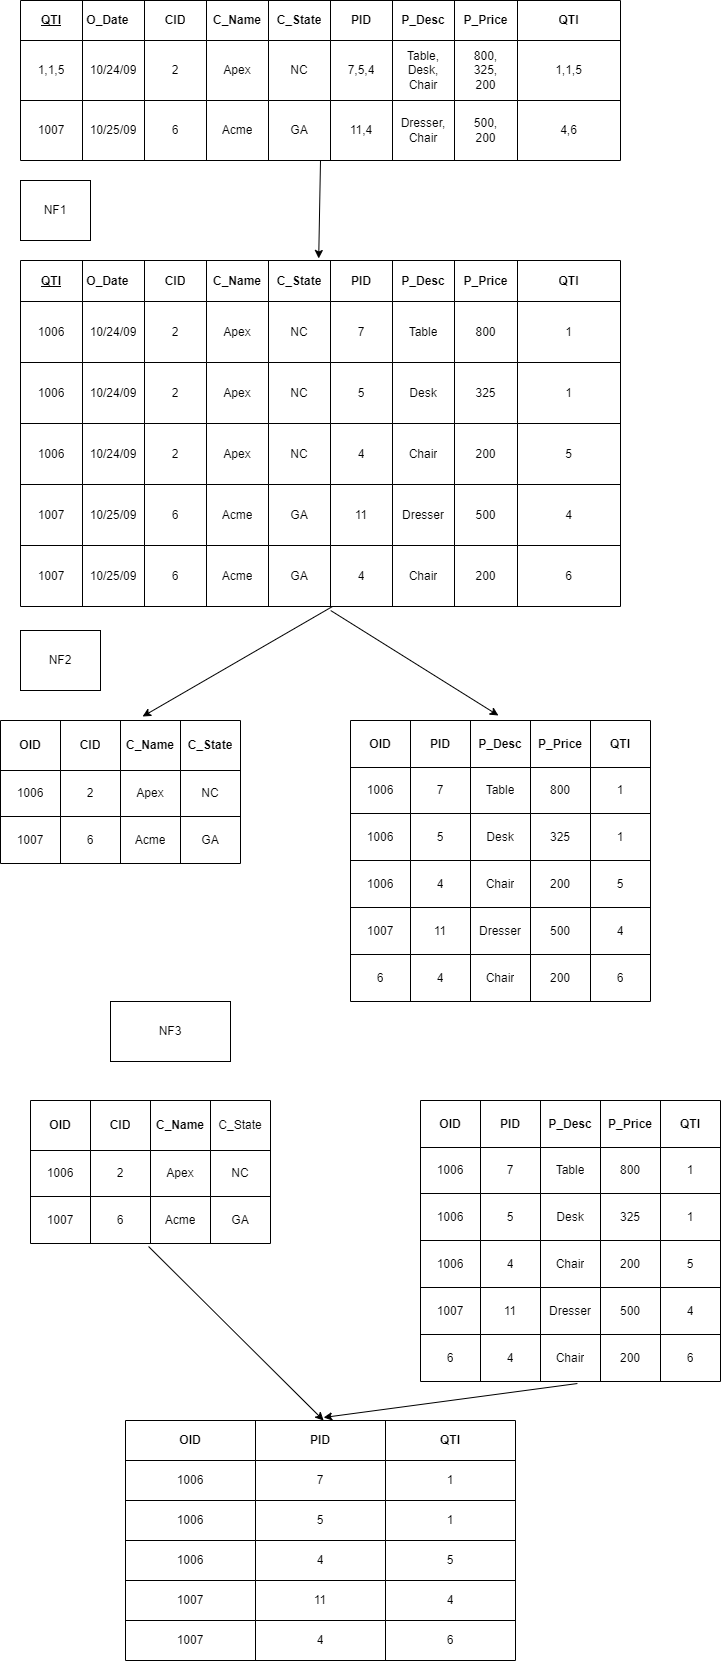 QTI O_Date CID C_Name C_State PID P_Desc P_Price QTI
1,1,5 10/24/09 2 Apex NC 7,5,4 Table, Desk, Chair 800, 325, 200 1,1,5
1007 10/25/09 6 Acme GA 11,4 Dresser, Chair 500, 200 4,6
NF1
QTI O_Date CID C_Name C_State PID P_Desc P_Price QTI
1006 10/24/09 2 Apex NC 7 Table 800 1
1006 10/24/09 2 Apex NC 5 Desk 325 1
1006 10/24/09 2 Apex NC 4 Chair 200 5
1007 10/25/09 6 Acme GA 11 Dresser 500 4
1007 10/25/09 6 Acme GA 4 Chair 200 6
NF2
OID CID C_Name C_State
1006 2 Apex NC
1007 6 Acme GA
OID PID P_Desc P_Price QTI
1006 7 Table 800 1
1006 5 Desk 325 1
1006 4 Chair 200 5
1007 11 Dresser 500 4
6 4 Chair 200 6
NF3
OID CID C_Name C_State
1006 2 Apex NC
1007 6 Acme GA
OID PID P_Desc P_Price QTI
1006 7 Table 800 1
1006 5 Desk 325 1
1006 4 Chair 200 5
1007 11 Dresser 500 4
6 4 Chair 200 6
OID PID QTI
1006 7 1
1006 5 1
1006 4 5
1007 11 4
1007 4 6